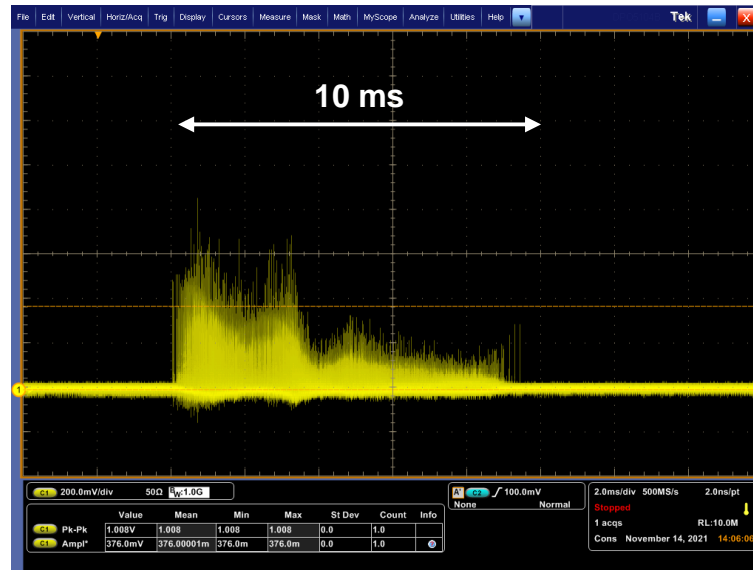 File Edit Vertical Horiz/Acq Trig Display Cursors Measure Mask Math MyScope Analyze Utilities Help Tek
10 ms
1
C1 200.0mV/div 50Ω BW:1.0G
Value Mean Min Max St Dev Count Info
C1 Pk-Pk 1.008V 1.008 1.008 1.008 0.0 1.0
C1 Ampl* 376.0mV 376.00001m 376.0m 376.0m 0.0 1.0
A' C2 100.0mV
None Normal
2.0ms/div 500MS/s 2.0ns/pt
Stopped
1 acqs RL:10.0M
Cons November 14, 2021 14:06:06